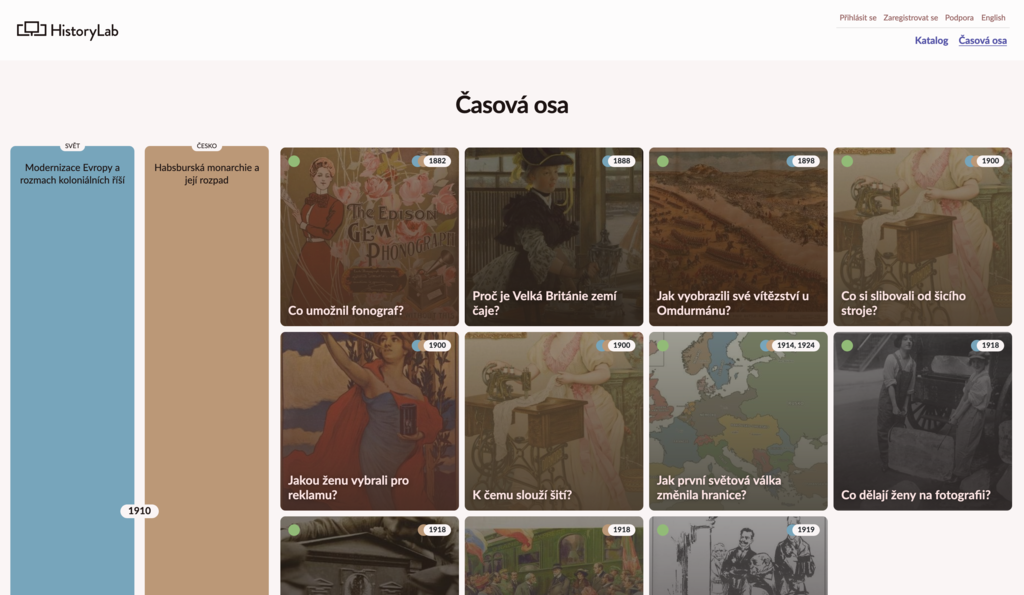 HistoryLab
Přihlásit se Zaregistrovat se Podpora English
Katalog Časová osa
Časová osa
SVĚT
Modernizace Evropy a
rozmach koloniálních říší
ČESKO
Habsburská monarchie a
její rozpad
1910
1882
The Edison
GEM
PHONOGRAPH
Co umožnil fonograf?
1888
Proč je Velká Británie zemí
čaje?
1898
Jak vyobrazili své vítězství u
Omdurmánu?
1900
Co si slibovali od šicího
stroje?
1900
Jakou ženu vybrali pro
reklamu?
1900
K čemu slouží šití?
1914, 1924
Jak první světová válka
změnila hranice?
1918
Co dělají ženy na fotografii?
1918
1918
1919